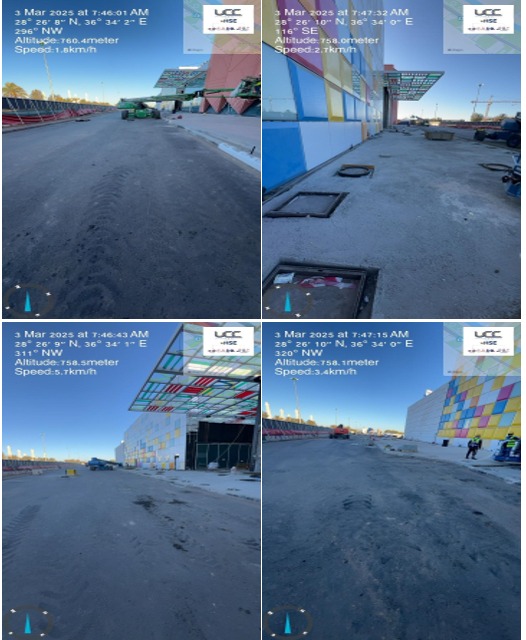 3 Mar 2025 at 7:46:01 AM
28° 26' 8" N, 36° 34' 2" E
296° NW
Altitude:760.4meter
Speed:1.8km/h
UCC
HSE
3 Mar 2025 at 7:47:32 AM
28° 26' 10" N, 36° 34' 0" E
116° SE
Altitude:758.0meter
Speed:2.7km/h
UCC
HSE
3 Mar 2025 at 7:46:43 AM
28° 26' 9" N, 36° 34' 1" E
311° NW
Altitude:758.5meter
Speed:5.7km/h
UCC
HSE
3 Mar 2025 at 7:47:15 AM
28° 26' 10" N, 36° 34' 0" E
320° NW
Altitude:758.1meter
Speed:3.4km/h
UCC
HSE